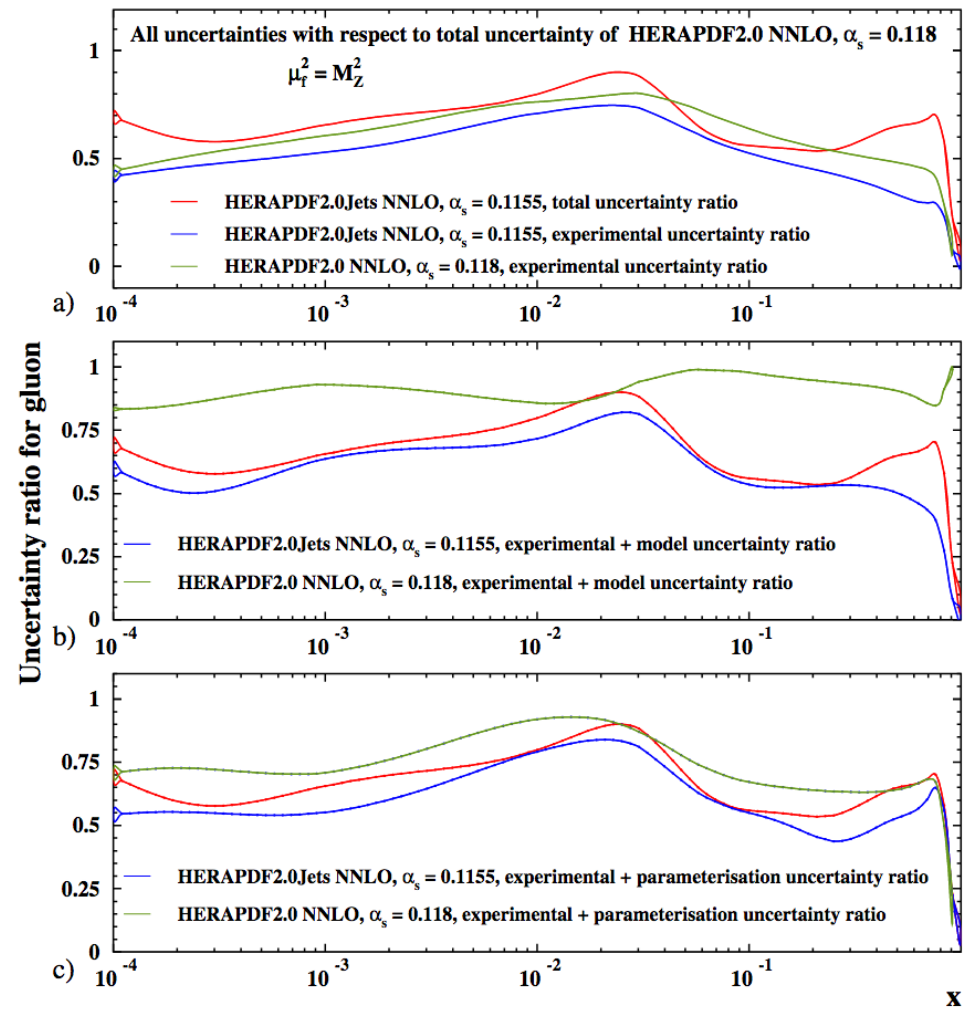 All uncertainties with respect to total uncertainty of HERAPDF2.0 NNLO, αs = 0.118
μf² = MZ²
1
0.5
0
HERAPDF2.0Jets NNLO, αs = 0.1155, total uncertainty ratio
HERAPDF2.0Jets NNLO, αs = 0.1155, experimental uncertainty ratio
HERAPDF2.0 NNLO, αs = 0.118, experimental uncertainty ratio
a)
10⁻⁴ 10⁻³ 10⁻² 10⁻¹
Uncertainty ratio for gluon
1
0.75
0.5
0.25
0
HERAPDF2.0Jets NNLO, αs = 0.1155, experimental + model uncertainty ratio
HERAPDF2.0 NNLO, αs = 0.118, experimental + model uncertainty ratio
b)
10⁻⁴ 10⁻³ 10⁻² 10⁻¹
1
0.75
0.5
0.25
0
HERAPDF2.0Jets NNLO, αs = 0.1155, experimental + parameterisation uncertainty ratio
HERAPDF2.0 NNLO, αs = 0.118, experimental + parameterisation uncertainty ratio
c)
10⁻⁴ 10⁻³ 10⁻² 10⁻¹
x